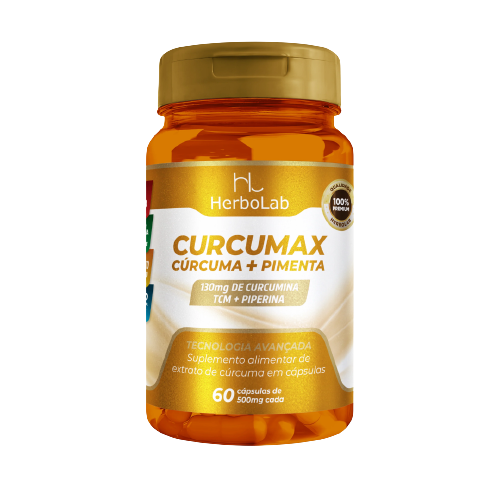 HL
HerboLab
QUALIDADE
100%
PREMIUM
HERBOLAB
CURCUMAX
CÚRCUMA + PIMENTA
130mg DE CURCUMINA
TCM + PIPERINA
TECNOLOGIA AVANÇADA
Suplemento alimentar de
extrato de cúrcuma em cápsulas
60 cápsulas de
500mg cada